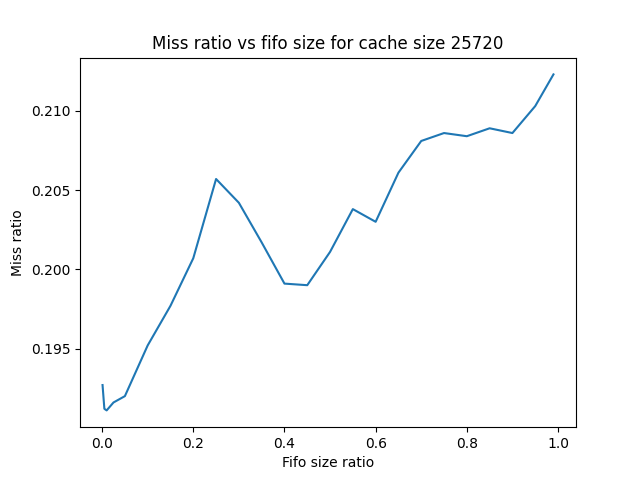 Miss ratio vs fifo size for cache size 25720
0.210
0.205
0.200
0.195
Miss ratio
0.0 0.2 0.4 0.6 0.8 1.0
Fifo size ratio